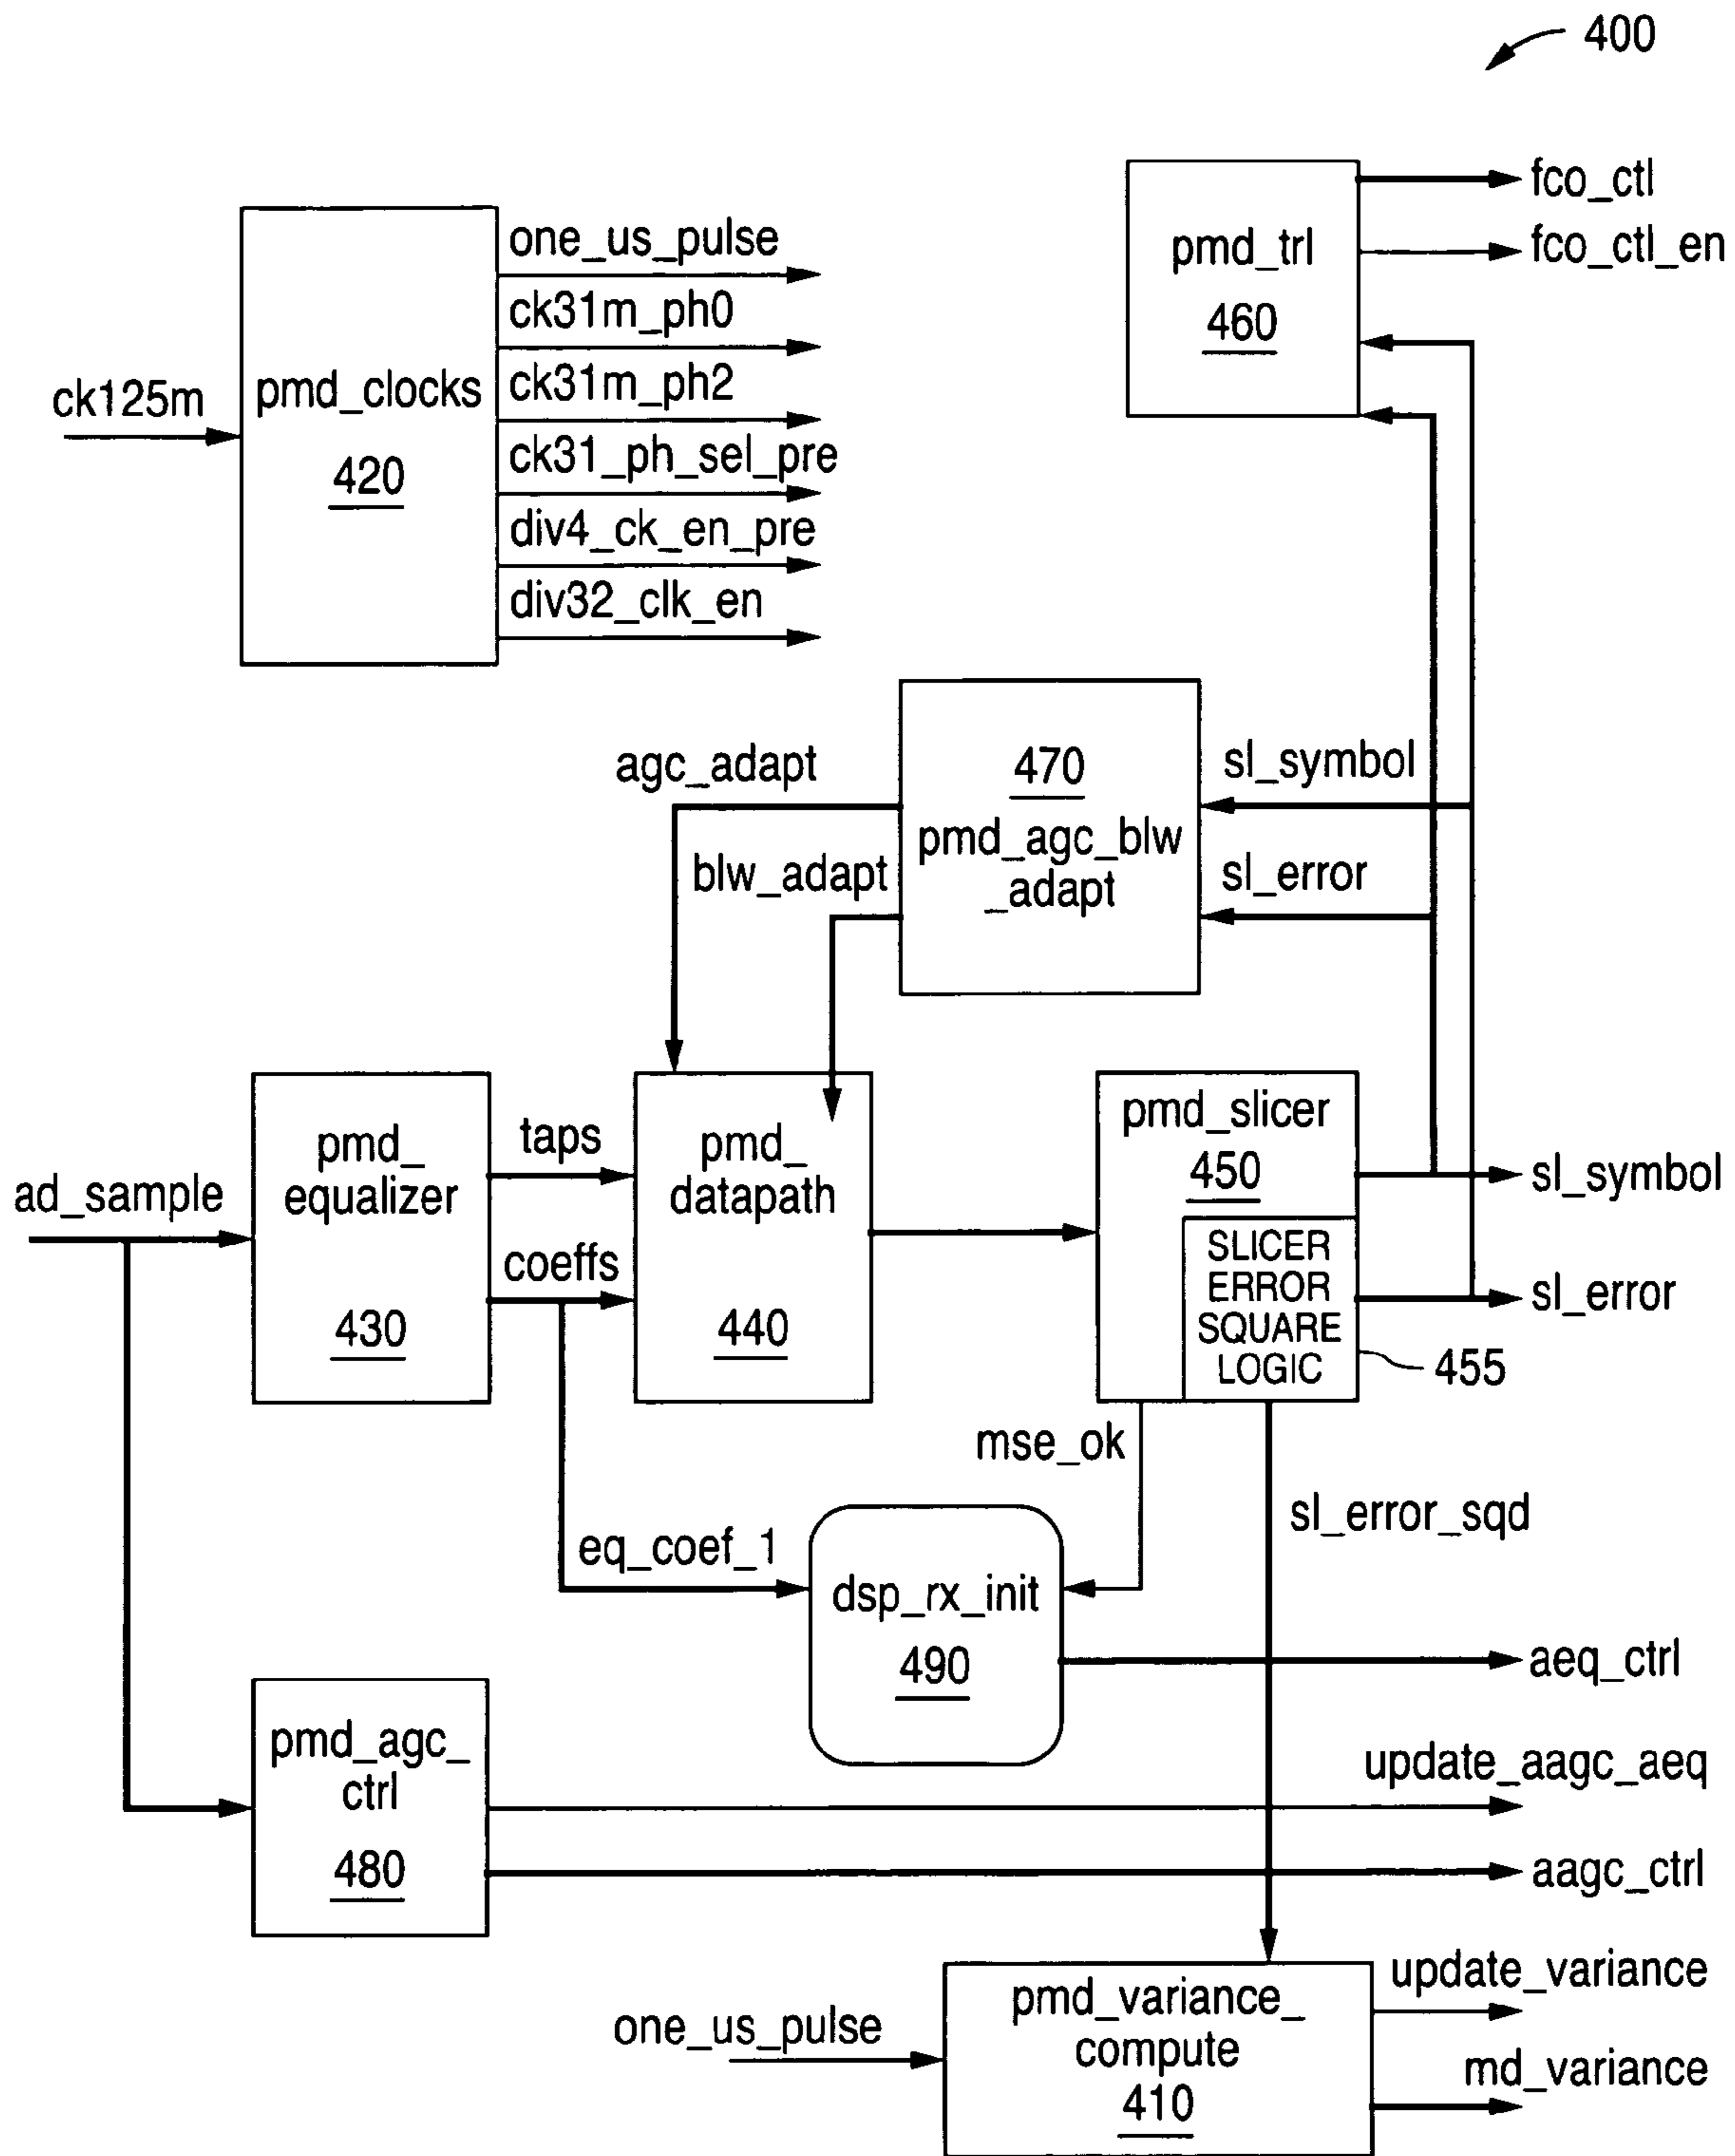 400
fco_ctl
fco_ctl_en
pmd_trl
460
one_us_pulse
ck31m_ph0
ck31m_ph2
ck31_ph_sel_pre
div4_ck_en_pre
div32_clk_en
ck125m
pmd_clocks
420
agc_adapt
blw_adapt
470
pmd_agc_blw
_adapt
sl_symbol
sl_error
ad_sample
pmd_
equalizer
430
taps
coeffs
pmd_
datapath
440
pmd_slicer
450
SLICER
ERROR
SQUARE
LOGIC
455
sl_symbol
sl_error
mse_ok
sl_error_sqd
eq_coef_1
dsp_rx_init
490
aeq_ctrl
pmd_agc_
ctrl
480
update_aagc_aeq
aagc_ctrl
one_us_pulse
pmd_variance_
compute
410
update_variance
md_variance